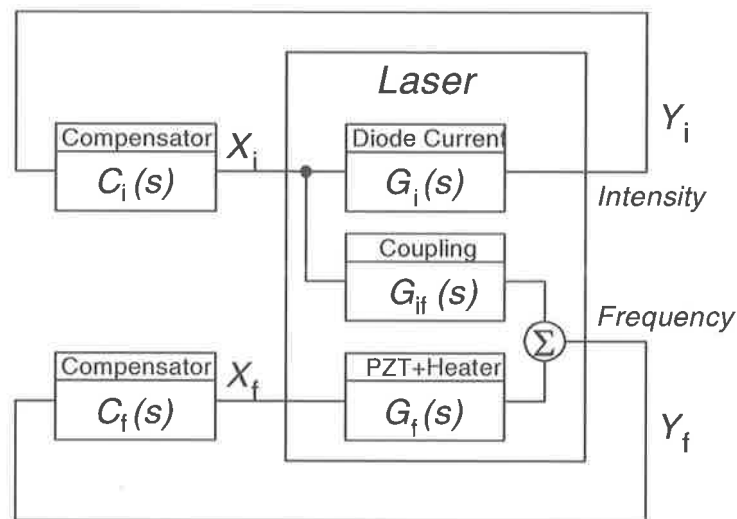 Laser
Compensator
C_i(s)
X_i
Diode Current
G_i(s)
Y_i
Intensity
Coupling
G_if(s)
Frequency
Σ
Compensator
C_f(s)
X_f
PZT+Heater
G_f(s)
Y_f